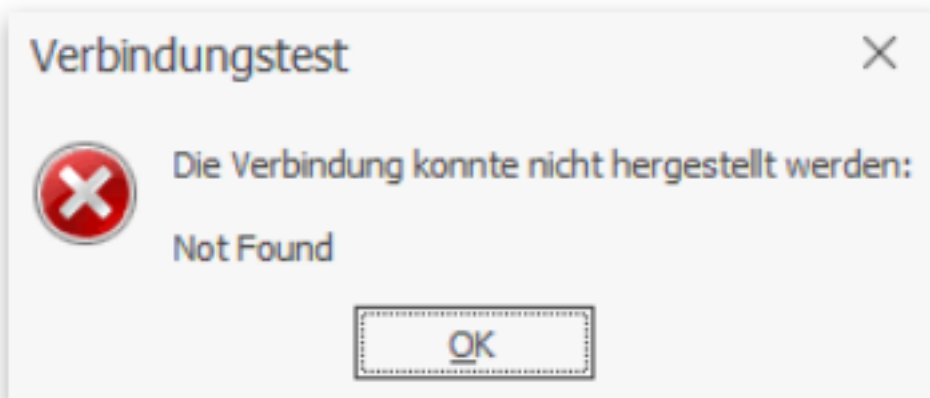 Verbindungstest
Die Verbindung konnte nicht hergestellt werden:
Not Found
OK